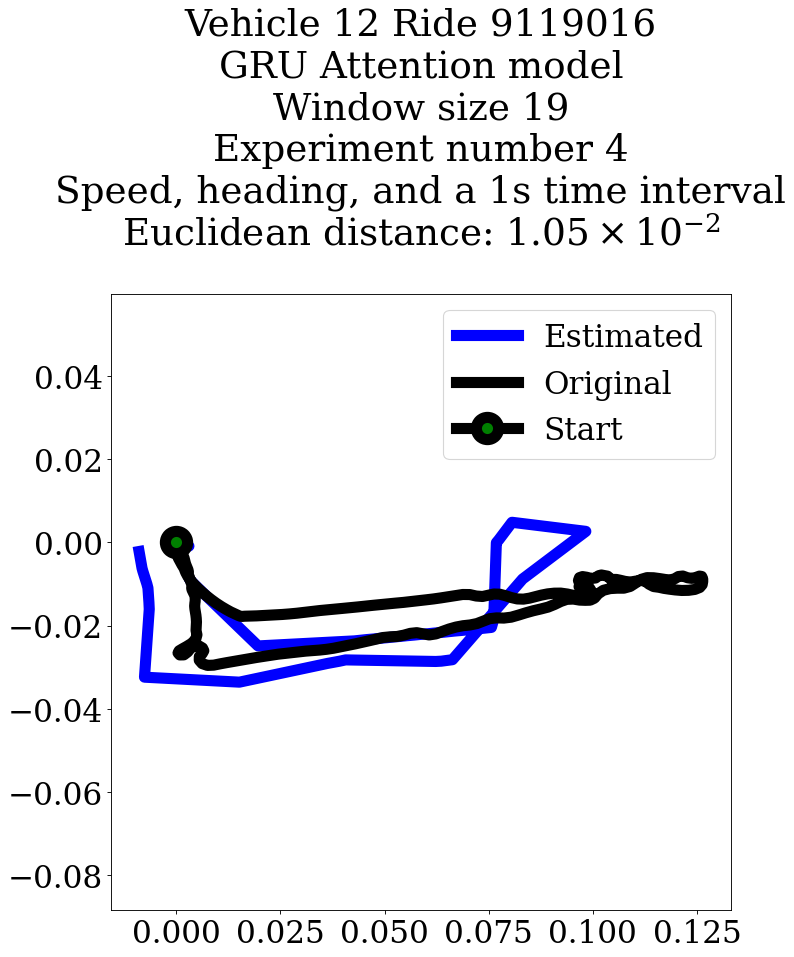 Vehicle 12 Ride 9119016
GRU Attention model
Window size 19
Experiment number 4
Speed, heading, and a 1s time interval
Euclidean distance: 1.05 × 10⁻²
Estimated
Original
Start
0.04
0.02
0.00
−0.02
−0.04
−0.06
−0.08
0.000 0.025 0.050 0.075 0.100 0.125